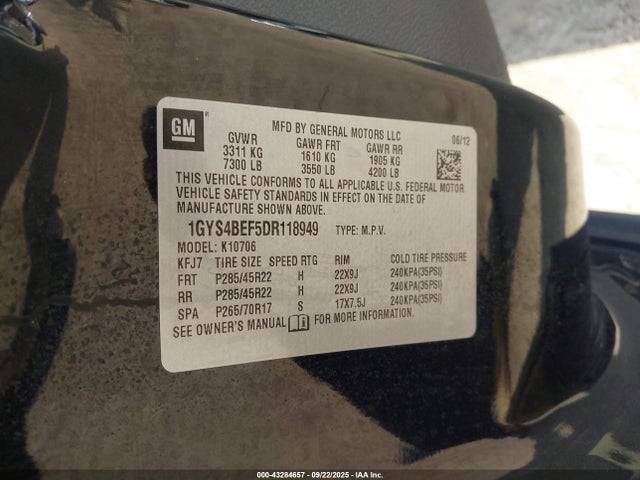 GM
MFD BY GENERAL MOTORS LLC
06/12
GVWR GAWR FRT GAWR RR
3311 KG 1610 KG 1905 KG
7300 LB 3550 LB 4200 LB
THIS VEHICLE CONFORMS TO ALL APPLICABLE U.S. FEDERAL MOTOR
VEHICLE SAFETY STANDARDS IN EFFECT ON THE DATE OF
MANUFACTURE SHOWN ABOVE.
1GYS4BEF5DR118949 TYPE: M.P.V.
MODEL: K10706
KFJ7 TIRE SIZE SPEED RTG RIM COLD TIRE PRESSURE
FRT P285/45R22 H 22X9J 240KPA(35PSI)
RR P285/45R22 H 22X9J 240KPA(35PSI)
SPA P265/70R17 S 17X7.5J 240KPA(35PSI)
SEE OWNER'S MANUAL FOR MORE INFORMATION.
000-43284657 - 09/22/2025 - IAA Inc.